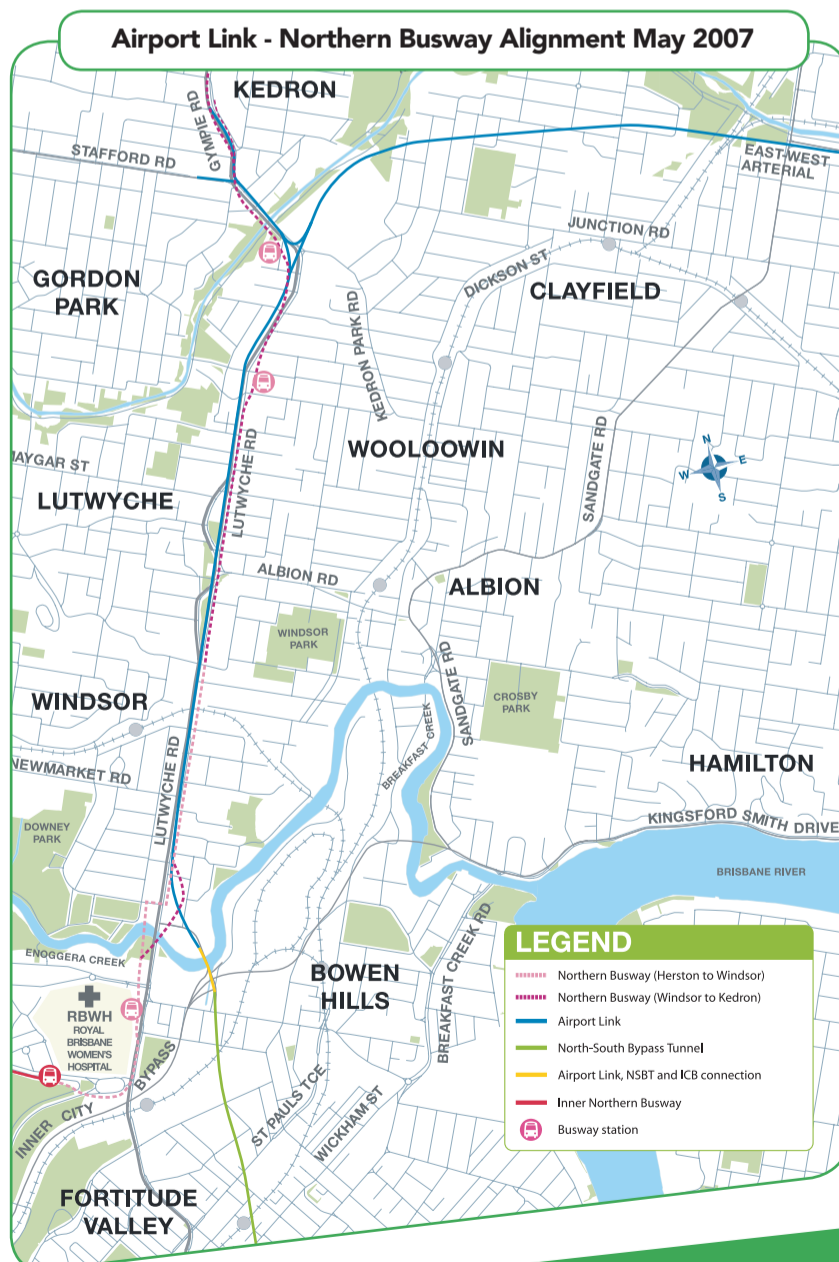 Airport Link - Northern Busway Alignment May 2007
KEDRON
GYMPIE RD
STAFFORD RD
EAST-WEST
ARTERIAL
JUNCTION RD
DICKSON ST
GORDON
PARK
CLAYFIELD
KEDRON PARK RD
WOOLOOWIN
SANDGATE RD
N
W E
S
MAYGAR ST
LUTWYCHE
LUTWYCHE RD
ALBION RD
ALBION
WINDSOR
PARK
SANDGATE RD
CROSBY
PARK
WINDSOR
BREAKFAST CREEK
HAMILTON
NEWMARKET RD
LUTWYCHE RD
KINGSFORD SMITH DRIVE
DOWNEY
PARK
BRISBANE RIVER
ENOGGERA CREEK
BOWEN
HILLS
BREAKFAST CREEK RD
RBWH
ROYAL
BRISBANE
WOMEN'S
HOSPITAL
INNER CITY BYPASS
ST PAULS TCE
WICKHAM ST
FORTITUDE
VALLEY
LEGEND
Northern Busway (Herston to Windsor)
Northern Busway (Windsor to Kedron)
Airport Link
North-South Bypass Tunnel
Airport Link, NSBT and ICB connection
Inner Northern Busway
Busway station